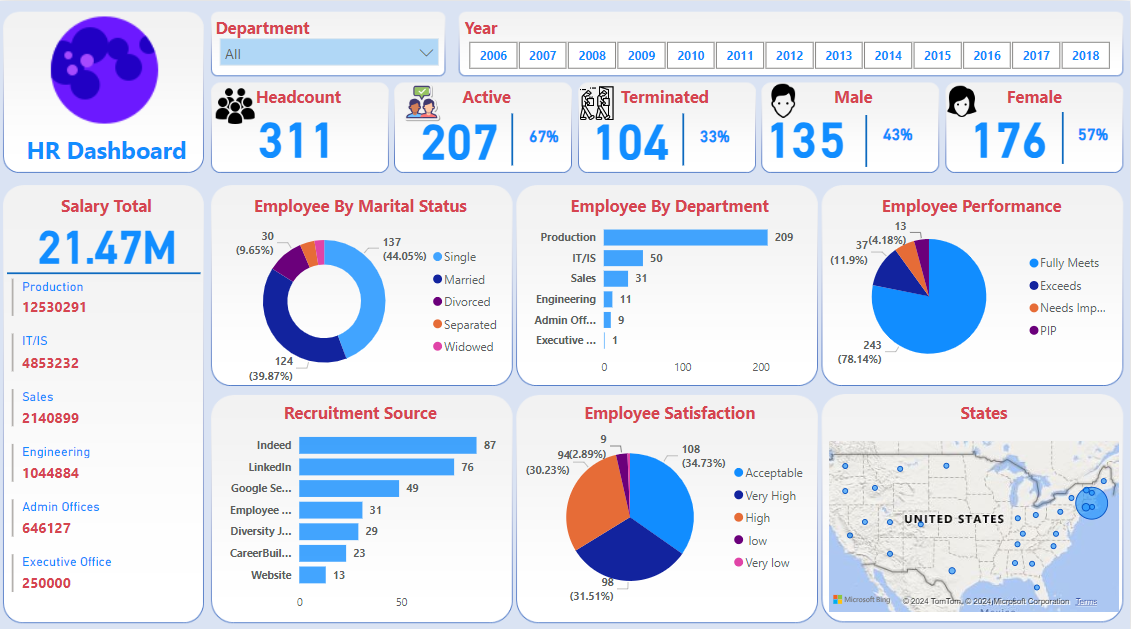 HR Dashboard
Department
All
Year
2006 2007 2008 2009 2010 2011 2012 2013 2014 2015 2016 2017 2018
Headcount
311
Active
207 67%
Terminated
104 33%
Male
135 43%
Female
176 57%
Salary Total
21.47M
Production
12530291
IT/IS
4853232
Sales
2140899
Engineering
1044884
Admin Offices
646127
Executive Office
250000
Employee By Marital Status
30
(9.65%)
137
(44.05%)
124
(39.87%)
Single
Married
Divorced
Separated
Widowed
Employee By Department
Production 209
IT/IS 50
Sales 31
Engineering 11
Admin Off... 9
Executive ... 1
0 100 200
Employee Performance
13
(4.18%)
37
(11.9%)
243
(78.14%)
Fully Meets
Exceeds
Needs Imp...
PIP
Recruitment Source
Indeed 87
LinkedIn 76
Google Se... 49
Employee ... 31
Diversity J... 29
CareerBuil... 23
Website 13
0 50
Employee Satisfaction
9
(2.89%)
94
(30.23%)
108
(34.73%)
98
(31.51%)
Acceptable
Very High
High
low
Very low
States
UNITED STATES
Microsoft Bing
© 2024 TomTom, © 2024 Microsoft Corporation Terms